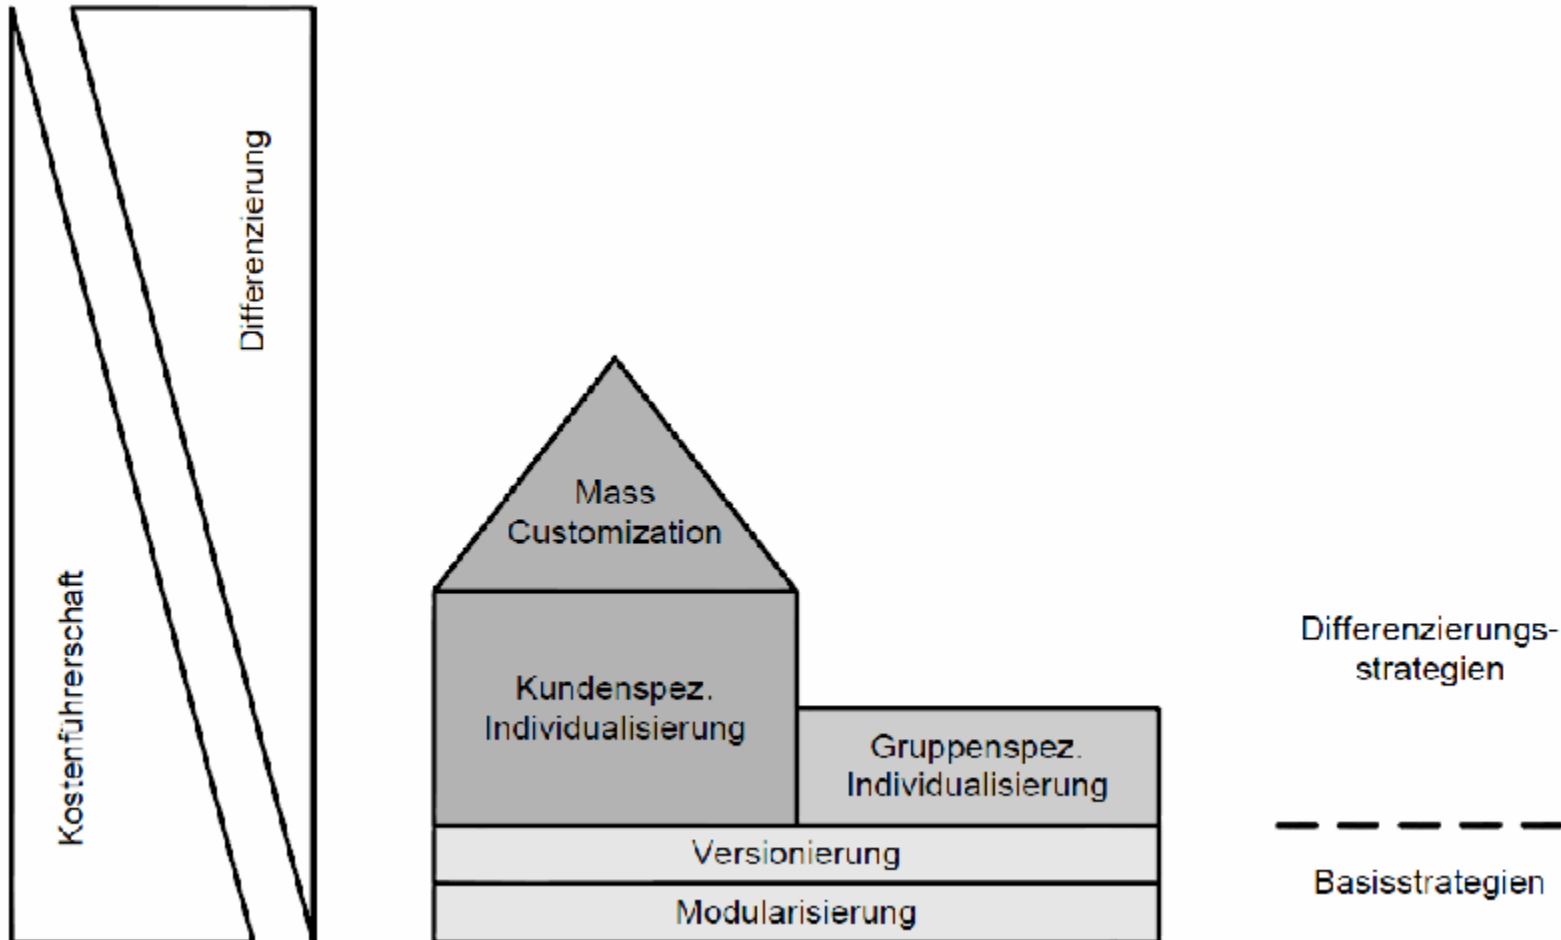 Differenzierung
Kostenführerschaft
Mass
Customization
Kundenspez.
Individualisierung
Gruppenspez.
Individualisierung
Versionierung
Modularisierung
Differenzierungs-
strategien
Basisstrategien